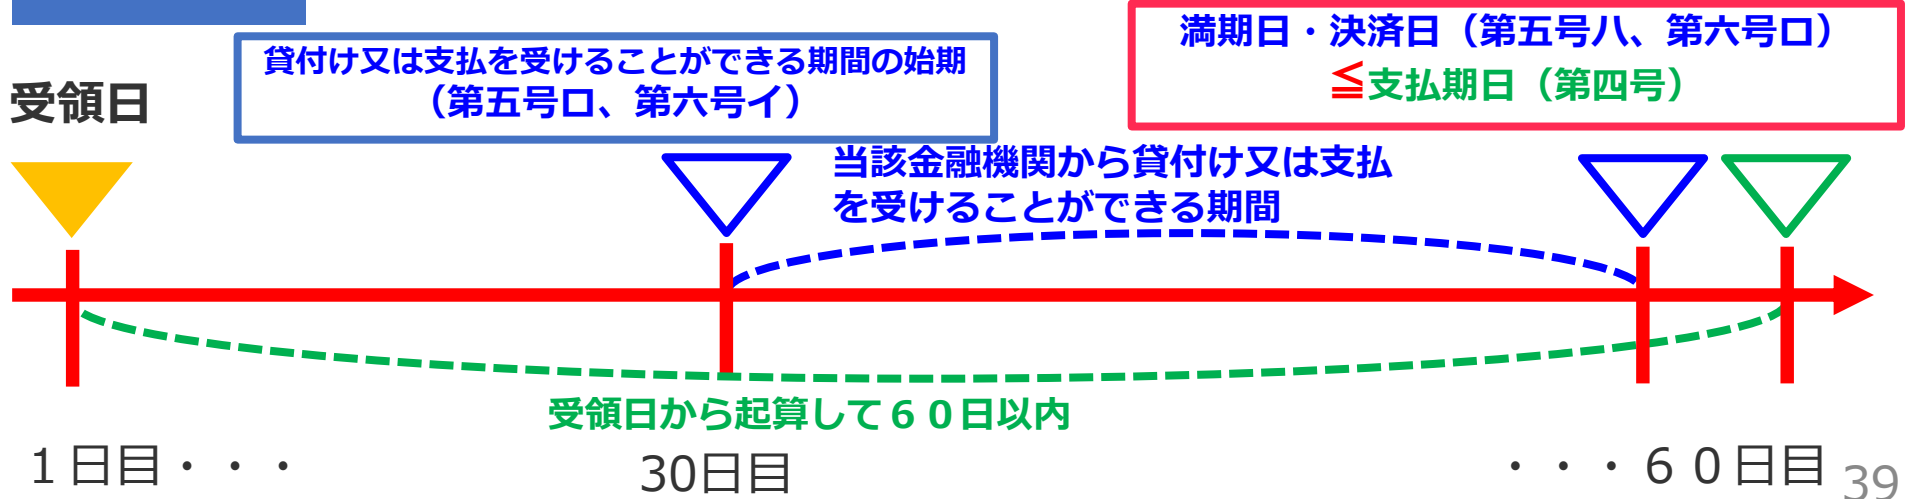 満期日・決済日（第五号ハ、第六号ロ）
≦支払期日（第四号）
貸付け又は支払を受けることができる期間の始期
（第五号ロ、第六号イ）
受領日
当該金融機関から貸付け又は支払
を受けることができる期間
受領日から起算して６０日以内
１日目・・・
30日目
・・・６０日目
39